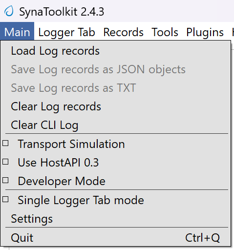 SynaToolkit 2.4.3
Main Logger Tab Records Tools Plugins
Load Log records
Save Log records as JSON objects
Save Log records as TXT
Clear Log records
Clear CLI Log
Transport Simulation
Use HostAPI 0.3
Developer Mode
Single Logger Tab mode
Settings
Quit Ctrl+Q